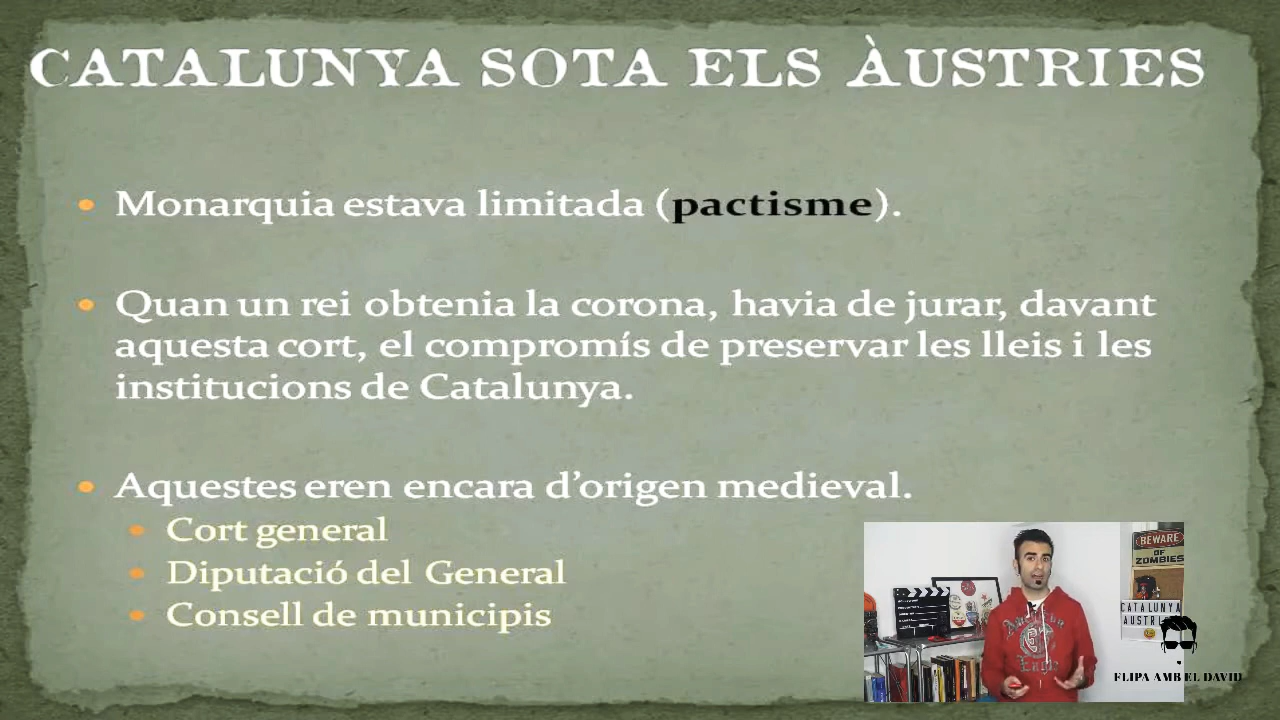 CATALUNYA SOTA ELS ÀUSTRIES
Monarquia estava limitada (pactisme).
Quan un rei obtenia la corona, havia de jurar, davant
aquesta cort, el compromís de preservar les lleis i les
institucions de Catalunya.
Aquestes eren encara d'origen medieval.
Cort general
Diputació del General
Consell de municipis
BEWARE
OF
ZOMBIES
CATALUNYA
American
Eagle
FLIPA AMB EL DAVID